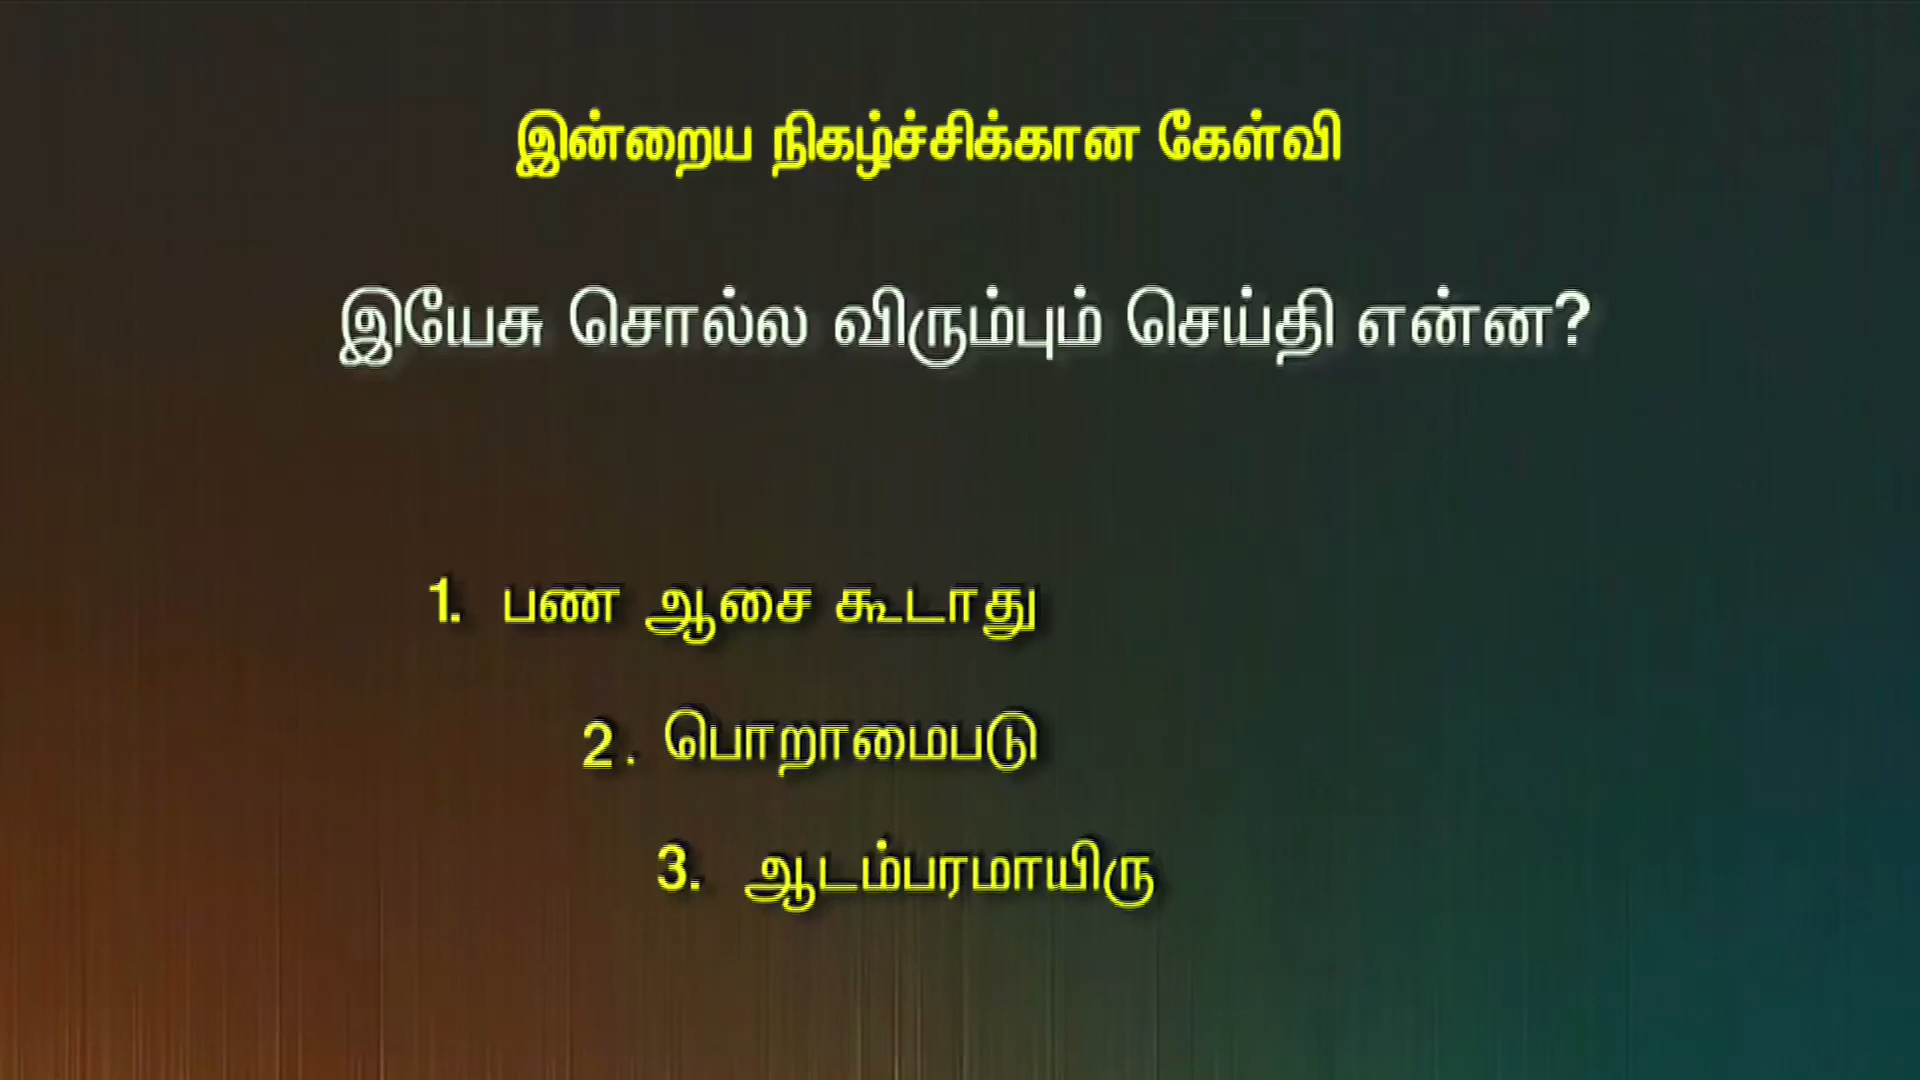 இன்றைய நிகழ்ச்சிக்கான கேள்வி
இயேசு சொல்ல விரும்பும் செய்தி என்ன?
1. பண ஆசை கூடாது
2 . பொறாமைபடு
3. ஆடம்பரமாயிரு